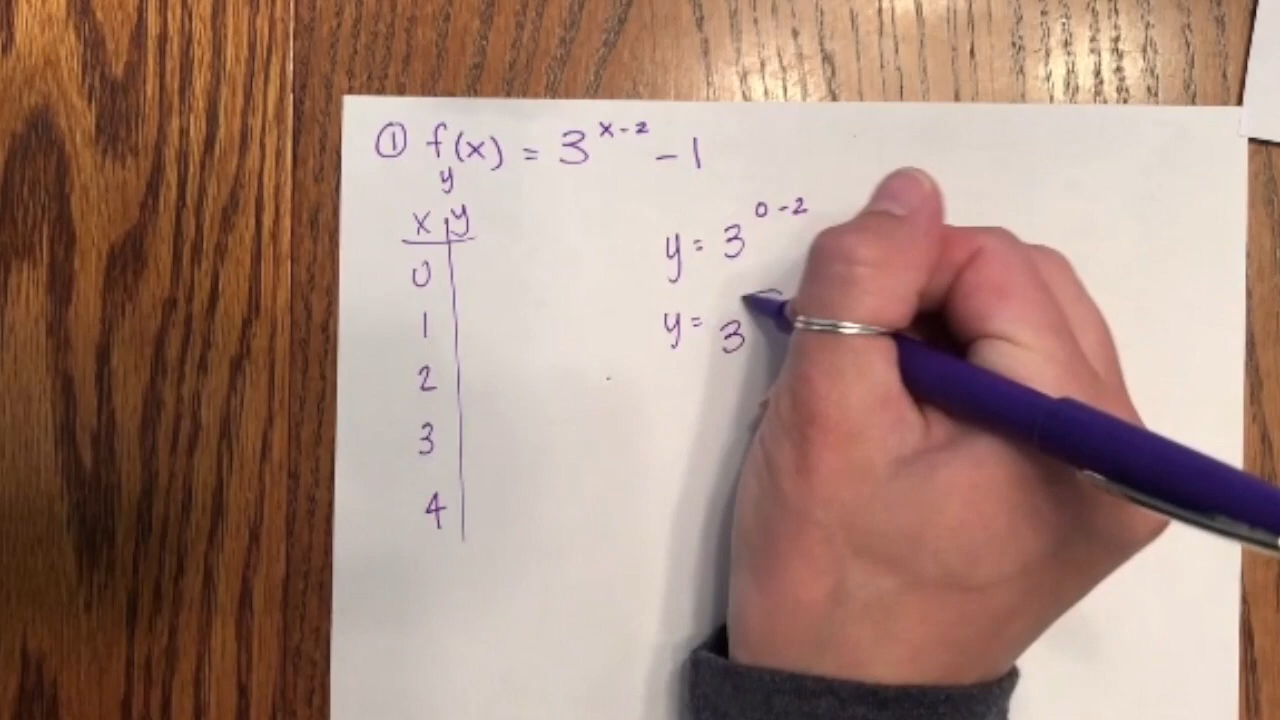 ① f(x) = 3^(x-2) - 1
y
x y
0
1
2
3
4
y = 3^(0-2)
y = 3